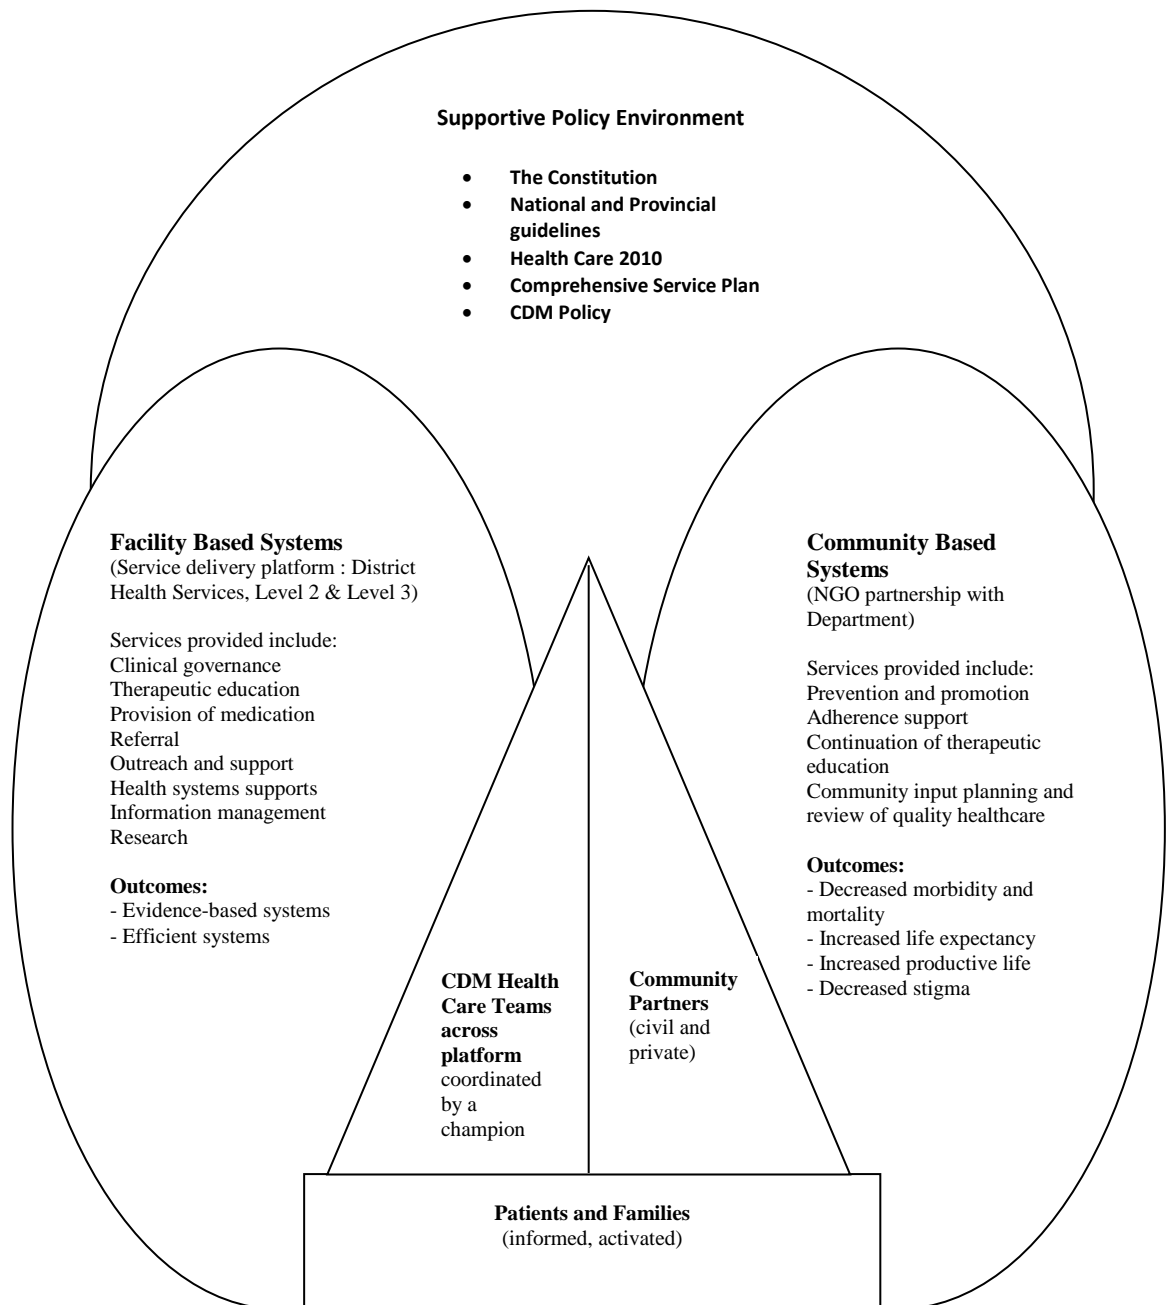 Supportive Policy Environment
• The Constitution
• National and Provincial
guidelines
• Health Care 2010
• Comprehensive Service Plan
• CDM Policy
Facility Based Systems
(Service delivery platform : District
Health Services, Level 2 & Level 3)
Services provided include:
Clinical governance
Therapeutic education
Provision of medication
Referral
Outreach and support
Health systems supports
Information management
Research
Outcomes:
- Evidence-based systems
- Efficient systems
Community Based
Systems
(NGO partnership with
Department)
Services provided include:
Prevention and promotion
Adherence support
Continuation of therapeutic
education
Community input planning and
review of quality healthcare
Outcomes:
- Decreased morbidity and
mortality
- Increased life expectancy
- Increased productive life
- Decreased stigma
CDM Health
Care Teams
across
platform
coordinated
by a
champion
Community
Partners
(civil and
private)
Patients and Families
(informed, activated)